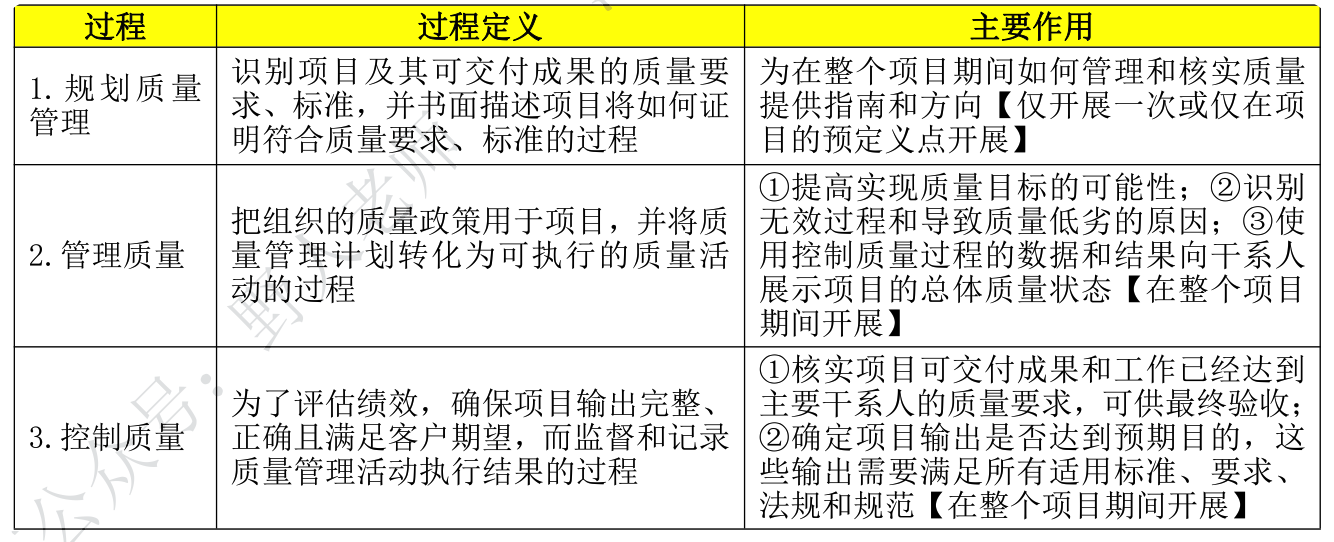 过程
过程定义
主要作用
1.规划质量
管理
识别项目及其可交付成果的质量要
求、标准，并书面描述项目将如何证
明符合质量要求、标准的过程
为在整个项目期间如何管理和核实质量
提供指南和方向【仅开展一次或仅在项
目的预定义点开展】
2.管理质量
把组织的质量政策用于项目，并将质
量管理计划转化为可执行的质量活
动的过程
①提高实现质量目标的可能性；②识别
无效过程和导致质量低劣的原因；③使
用控制质量过程的数据和结果向干系人
展示项目的总体质量状态【在整个项目
期间开展】
3.控制质量
为了评估绩效，确保项目输出完整、
正确且满足客户期望，而监督和记录
质量管理活动执行结果的过程
①核实项目可交付成果和工作已经达到
主要干系人的质量要求，可供最终验收；
②确定项目输出是否达到预期目的，这
些输出需要满足所有适用标准、要求、
法规和规范【在整个项目期间开展】
公众号：野人老师